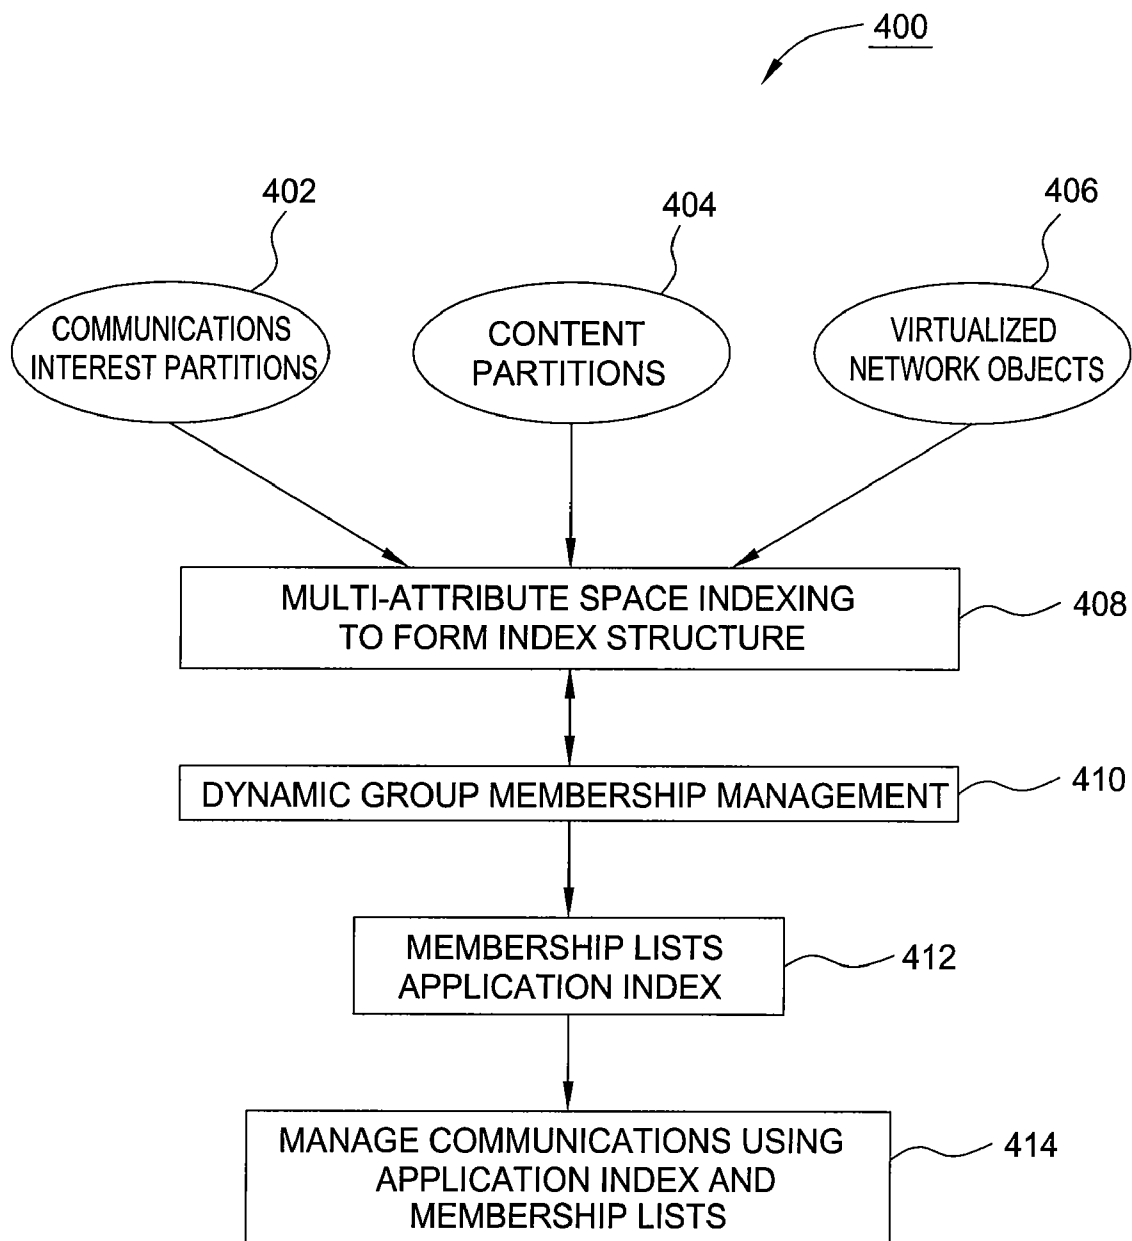 400
402
404
406
COMMUNICATIONS
INTEREST PARTITIONS
CONTENT
PARTITIONS
VIRTUALIZED
NETWORK OBJECTS
MULTI-ATTRIBUTE SPACE INDEXING
TO FORM INDEX STRUCTURE
408
DYNAMIC GROUP MEMBERSHIP MANAGEMENT
410
MEMBERSHIP LISTS
APPLICATION INDEX
412
MANAGE COMMUNICATIONS USING
APPLICATION INDEX AND
MEMBERSHIP LISTS
414